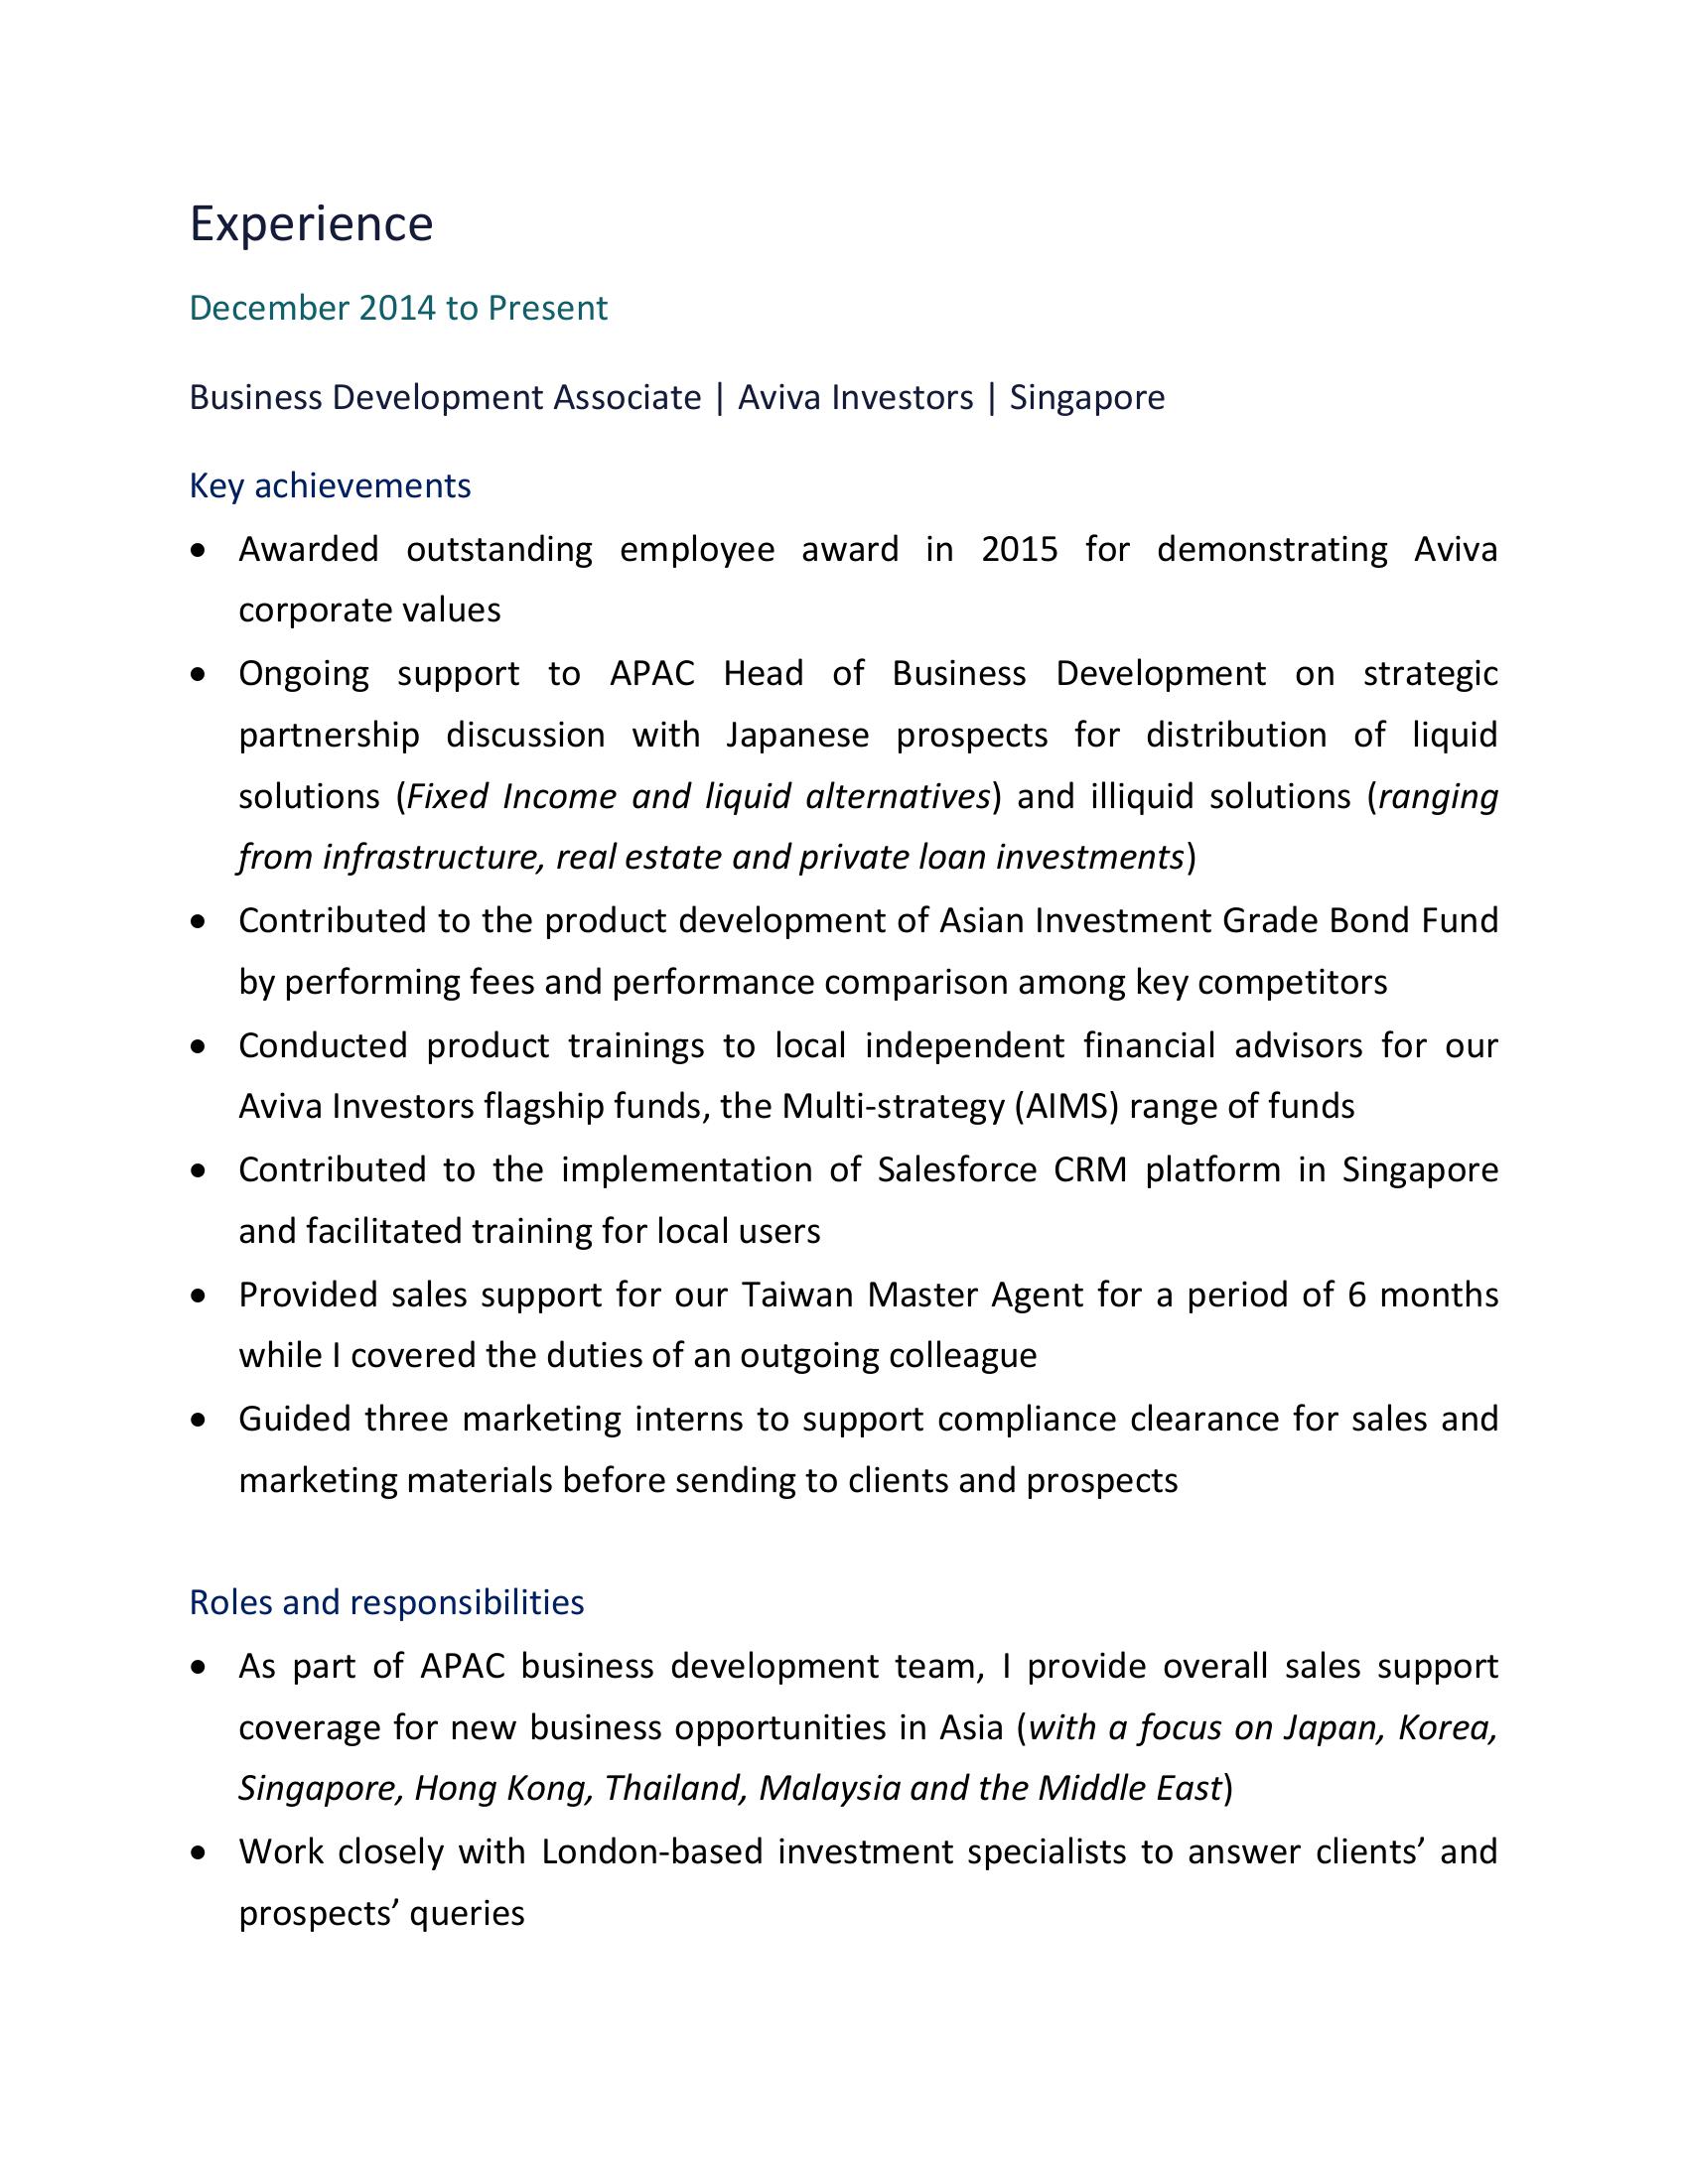 Experience
December 2014 to Present
Business Development Associate | Aviva Investors | Singapore
Key achievements
• Awarded outstanding employee award in 2015 for demonstrating Aviva
corporate values
• Ongoing support to APAC Head of Business Development on strategic
partnership discussion with Japanese prospects for distribution of liquid
solutions (Fixed Income and liquid alternatives) and illiquid solutions (ranging
from infrastructure, real estate and private loan investments)
• Contributed to the product development of Asian Investment Grade Bond Fund
by performing fees and performance comparison among key competitors
• Conducted product trainings to local independent financial advisors for our
Aviva Investors flagship funds, the Multi-strategy (AIMS) range of funds
• Contributed to the implementation of Salesforce CRM platform in Singapore
and facilitated training for local users
• Provided sales support for our Taiwan Master Agent for a period of 6 months
while I covered the duties of an outgoing colleague
• Guided three marketing interns to support compliance clearance for sales and
marketing materials before sending to clients and prospects
Roles and responsibilities
• As part of APAC business development team, I provide overall sales support
coverage for new business opportunities in Asia (with a focus on Japan, Korea,
Singapore, Hong Kong, Thailand, Malaysia and the Middle East)
• Work closely with London-based investment specialists to answer clients’ and
prospects’ queries